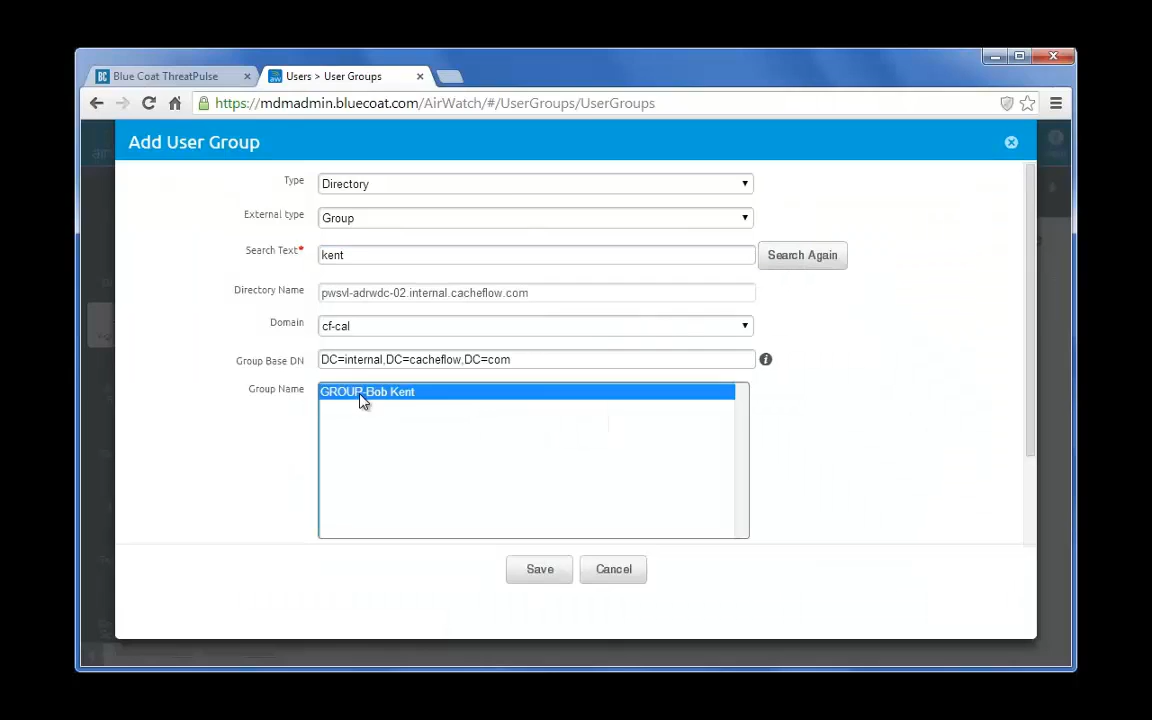 Blue Coat ThreatPulse
Users > User Groups
https://mdmadmin.bluecoat.com/AirWatch/#/UserGroups/UserGroups
Add User Group
Type
Directory
External type
Group
Search Text*
kent
Search Again
Directory Name
pwsvl-adrwdc-02.internal.cacheflow.com
Domain
cf-cal
Group Base DN
DC=internal,DC=cacheflow,DC=com
Group Name
GROUP-Bob Kent
Save
Cancel